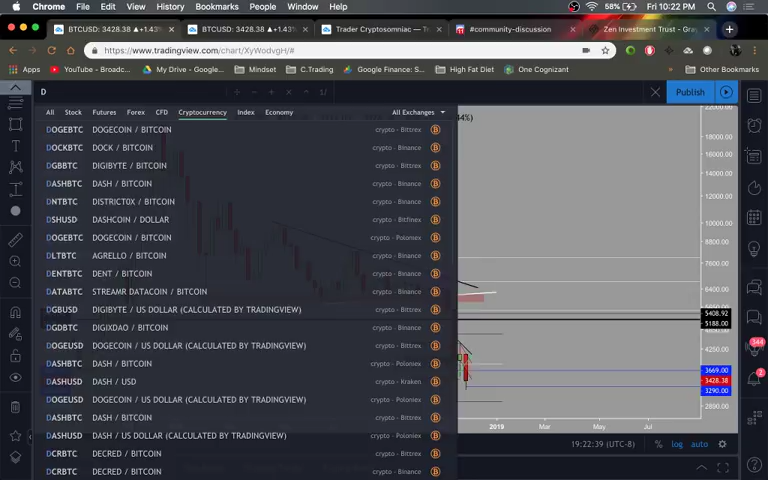 Chrome File Edit View History Bookmarks People Window Help 58% Fri 10:22 PM
BTCUSD: 3428.38 ▲+1.43% BTCUSD: 3428.38 ▲+1.43% Trader Cryptosomniac — Tr #community-discussion Zen Investment Trust - Gra
https://www.tradingview.com/chart/XyWodvgH/#
Apps YouTube - Broadc... My Drive - Google... Mindset C.Trading Google Finance: S... High Fat Diet One Cognizant Other Bookmarks
D Publish
All Stock Futures Forex CFD Cryptocurrency Index Economy All Exchanges
DOGEBTC DOGECOIN / BITCOIN crypto - Bittrex
DOCKBTC DOCK / BITCOIN crypto - Binance
DGBBTC DIGIBYTE / BITCOIN crypto - Bittrex
DASHBTC DASH / BITCOIN crypto - Binance
DNTBTC DISTRICT0X / BITCOIN crypto - Binance
DSHUSD DASHCOIN / DOLLAR crypto - Bitfinex
DOGEBTC DOGECOIN / BITCOIN crypto - Poloniex
DLTBTC AGRELLO / BITCOIN crypto - Binance
DENTBTC DENT / BITCOIN crypto - Binance
DATABTC STREAMR DATACOIN / BITCOIN crypto - Binance
DGBUSD DIGIBYTE / US DOLLAR (CALCULATED BY TRADINGVIEW) crypto - Bittrex
DGDBTC DIGIXDAO / BITCOIN crypto - Binance
DOGEUSD DOGECOIN / US DOLLAR (CALCULATED BY TRADINGVIEW) crypto - Bittrex
DASHBTC DASH / BITCOIN crypto - Poloniex
DASHUSD DASH / USD crypto - Kraken
DOGEUSD DOGECOIN / US DOLLAR (CALCULATED BY TRADINGVIEW) crypto - Poloniex
DASHBTC DASH / BITCOIN crypto - Bittrex
DASHUSD DASH / US DOLLAR (CALCULATED BY TRADINGVIEW) crypto - Poloniex
DCRBTC DECRED / BITCOIN crypto - Bittrex
DCRBTC DECRED / BITCOIN crypto - Binance
44%)
22000.00
18000.00
14000.00
10000.00
8000.00
6400.00
5408.92
5188.00
4250.00
3669.00
3428.38
3290.00
2800.00
344
2
2019 Mar May Jul
19:22:39 (UTC-8) % log auto